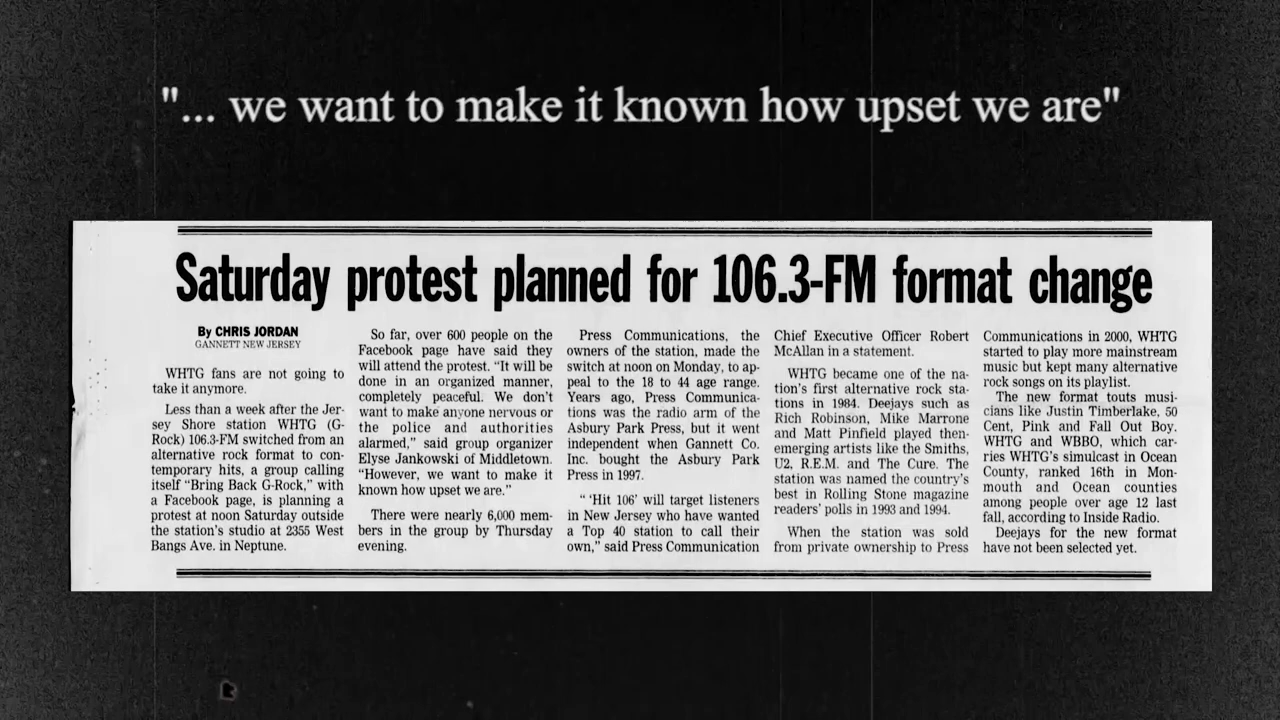 "... we want to make it known how upset we are"
Saturday protest planned for 106.3-FM format change
By CHRIS JORDAN
GANNETT NEW JERSEY
WHTG fans are not going to
take it anymore.
Less than a week after the Jer-
sey Shore station WHTG (G-
Rock) 106.3-FM switched from an
alternative rock format to con-
temporary hits, a group calling
itself “Bring Back G-Rock,” with
a Facebook page, is planning a
protest at noon Saturday outside
the station's studio at 2355 West
Bangs Ave. in Neptune.
So far, over 600 people on the
Facebook page have said they
will attend the protest. “It will be
done in an organized manner,
completely peaceful. We don't
want to make anyone nervous or
the police and authorities
alarmed,” said group organizer
Elyse Jankowski of Middletown.
“However, we want to make it
known how upset we are.”
There were nearly 6,000 mem-
bers in the group by Thursday
evening.
Press Communications, the
owners of the station, made the
switch at noon on Monday, to ap-
peal to the 18 to 44 age range.
Years ago, Press Communica-
tions was the radio arm of the
Asbury Park Press, but it went
independent when Gannett Co.
Inc. bought the Asbury Park
Press in 1997.
“ ‘Hit 106’ will target listeners
in New Jersey who have wanted
a Top 40 station to call their
own,” said Press Communication
Chief Executive Officer Robert
McAllan in a statement.
WHTG became one of the na-
tion's first alternative rock sta-
tions in 1984. Deejays such as
Rich Robinson, Mike Marrone
and Matt Pinfield played then-
emerging artists like the Smiths,
U2, R.E.M. and The Cure. The
station was named the country's
best in Rolling Stone magazine
readers' polls in 1993 and 1994.
When the station was sold
from private ownership to Press
Communications in 2000, WHTG
started to play more mainstream
music but kept many alternative
rock songs on its playlist.
The new format touts musi-
cians like Justin Timberlake, 50
Cent, Pink and Fall Out Boy.
WHTG and WBBO, which car-
ries WHTG's simulcast in Ocean
County, ranked 16th in Mon-
mouth and Ocean counties
among people over age 12 last
fall, according to Inside Radio.
Deejays for the new format
have not been selected yet.